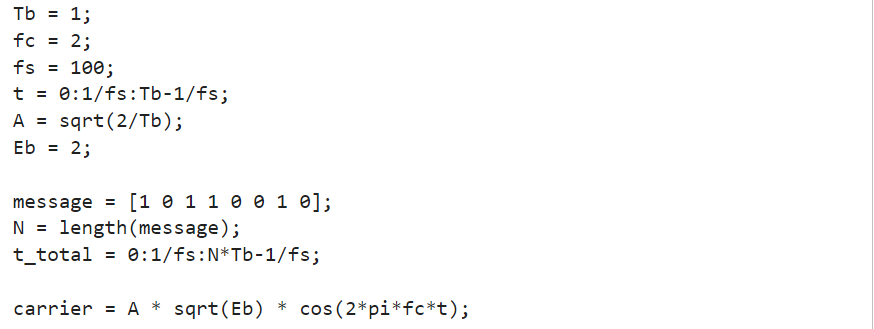 Tb = 1;
fc = 2;
fs = 100;
t = 0:1/fs:Tb-1/fs;
A = sqrt(2/Tb);
Eb = 2;
message = [1 0 1 1 0 0 1 0];
N = length(message);
t_total = 0:1/fs:N*Tb-1/fs;
carrier = A * sqrt(Eb) * cos(2*pi*fc*t);